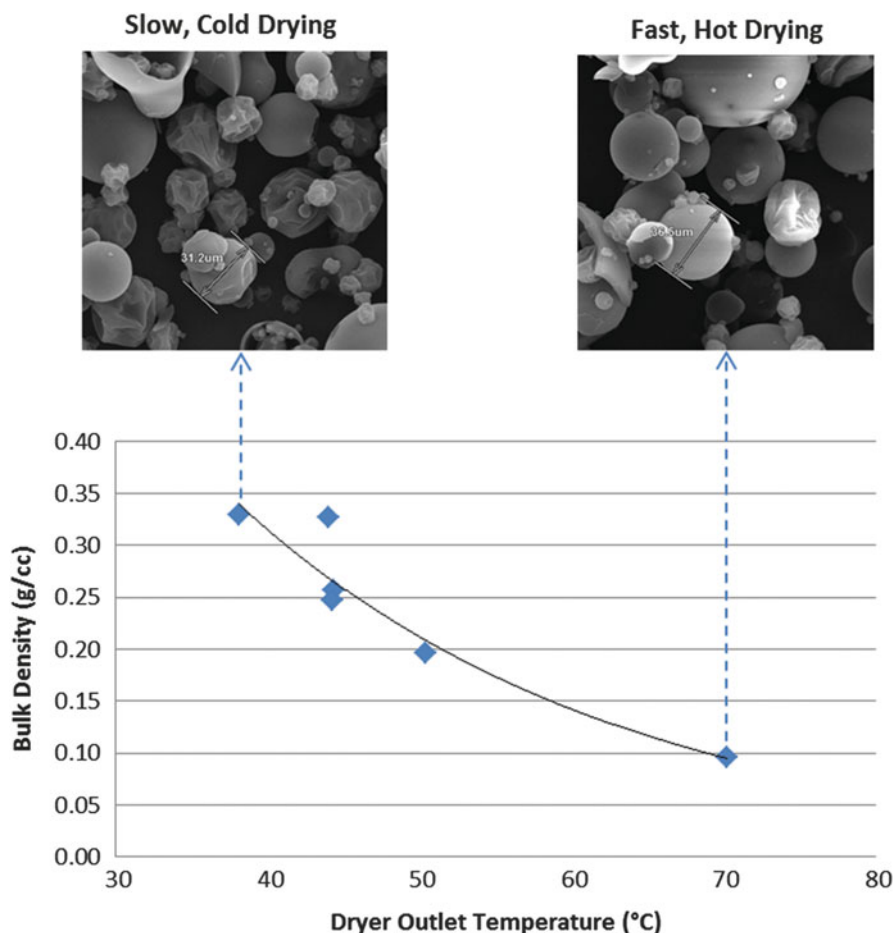 Slow, Cold Drying
Fast, Hot Drying
31.2um
36.5um
0.40
0.35
0.30
0.25
0.20
0.15
0.10
0.05
0.00
Bulk Density (g/cc)
30 40 50 60 70 80
Dryer Outlet Temperature (°C)